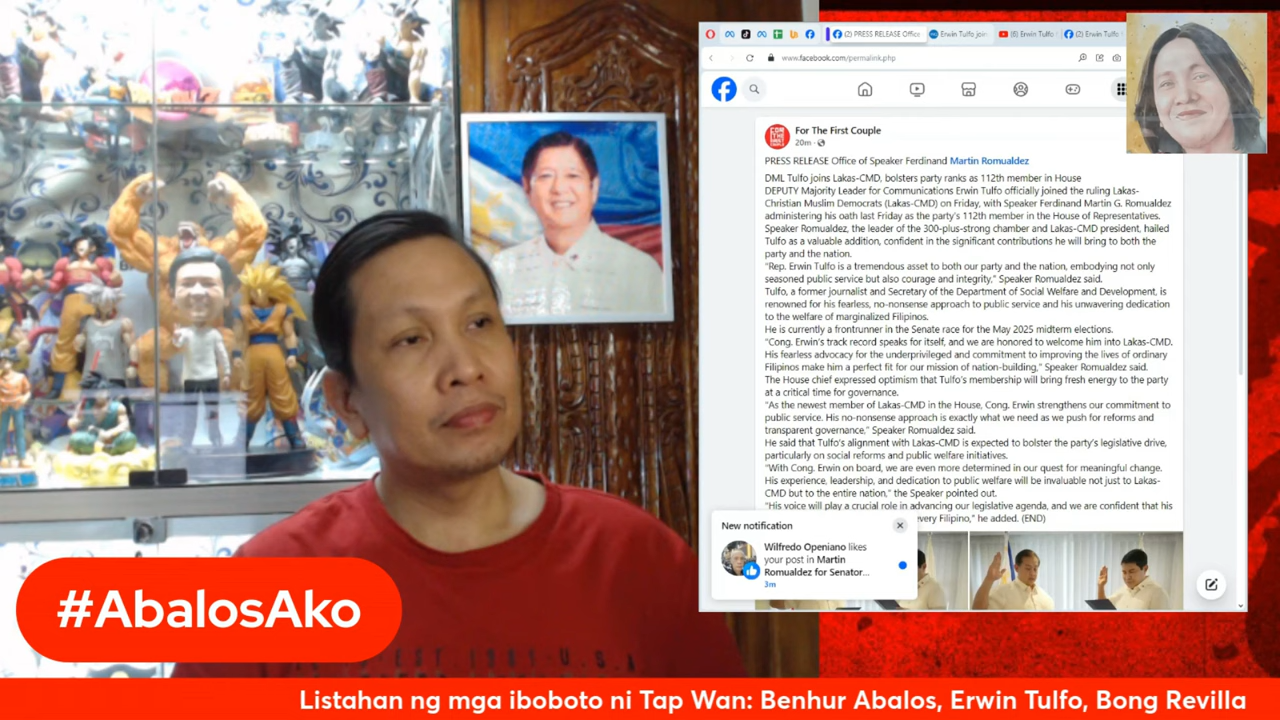 (2) PRESS RELEASE Office
Erwin Tulfo join
(6) Erwin Tulfo
(2) Erwin Tulfo
www.facebook.com/permalink.php
For The First Couple
20m
PRESS RELEASE Office of Speaker Ferdinand Martin Romualdez
DML Tulfo joins Lakas-CMD, bolsters party ranks as 112th member in House
DEPUTY Majority Leader for Communications Erwin Tulfo officially joined the ruling Lakas-
Christian Muslim Democrats (Lakas-CMD) on Friday, with Speaker Ferdinand Martin G. Romualdez
administering his oath last Friday as the party's 112th member in the House of Representatives.
Speaker Romualdez, the leader of the 300-plus-strong chamber and Lakas-CMD president, hailed
Tulfo as a valuable addition, confident in the significant contributions he will bring to both the
party and the nation.
"Rep. Erwin Tulfo is a tremendous asset to both our party and the nation, embodying not only
seasoned public service but also courage and integrity," Speaker Romualdez said.
Tulfo, a former journalist and Secretary of the Department of Social Welfare and Development, is
renowned for his fearless, no-nonsense approach to public service and his unwavering dedication
to the welfare of marginalized Filipinos.
He is currently a frontrunner in the Senate race for the May 2025 midterm elections.
"Cong. Erwin's track record speaks for itself, and we are honored to welcome him into Lakas-CMD.
His fearless advocacy for the underprivileged and commitment to improving the lives of ordinary
Filipinos make him a perfect fit for our mission of nation-building," Speaker Romualdez said.
The House chief expressed optimism that Tulfo's membership will bring fresh energy to the party
at a critical time for governance.
"As the newest member of Lakas-CMD in the House, Cong. Erwin strengthens our commitment to
public service. His no-nonsense approach is exactly what we need as we push for reforms and
transparent governance," Speaker Romualdez said.
He said that Tulfo's alignment with Lakas-CMD is expected to bolster the party's legislative drive,
particularly on social reforms and public welfare initiatives.
"With Cong. Erwin on board, we are even more determined in our quest for meaningful change.
His experience, leadership, and dedication to public welfare will be invaluable not just to Lakas-
CMD but to the entire nation," the Speaker pointed out.
"His voice will play a crucial role in advancing our legislative agenda, and we are confident that his
every Filipino," he added. (END)
New notification
Wilfredo Openiano likes
your post in Martin
Romualdez for Senator...
3m
#AbalosAko
Listahan ng mga iboboto ni Tap Wan: Benhur Abalos, Erwin Tulfo, Bong Revilla